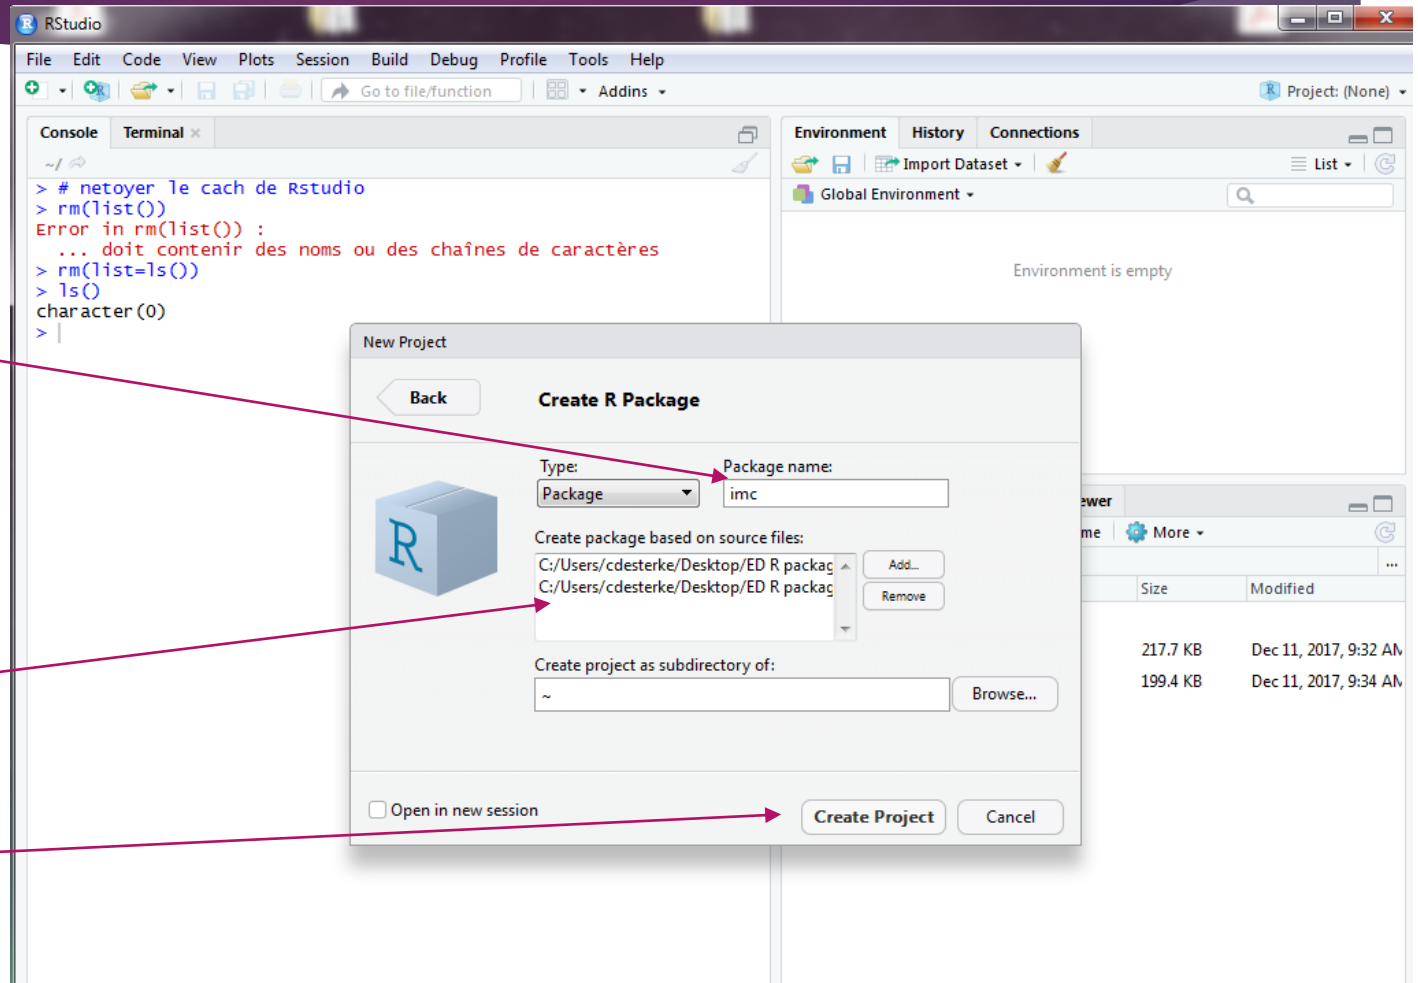 RStudio
File Edit Code View Plots Session Build Debug Profile Tools Help
Go to file/function Addins Project: (None)
Console Terminal
~/
> # netoyer le cach de Rstudio
> rm(list())
Error in rm(list()) :
... doit contenir des noms ou des chaînes de caractères
> rm(list=ls())
> ls()
character(0)
>
Environment History Connections
Import Dataset List
Global Environment
Environment is empty
New Project
Back Create R Package
Type: Package name:
Package imc
Create package based on source files:
C:/Users/cdesterke/Desktop/ED R packag
C:/Users/cdesterke/Desktop/ED R packag
Add...
Remove
Create project as subdirectory of:
~ Browse...
Open in new session Create Project Cancel
ewer
me More
...
Size Modified
217.7 KB Dec 11, 2017, 9:32 AM
199.4 KB Dec 11, 2017, 9:34 AM